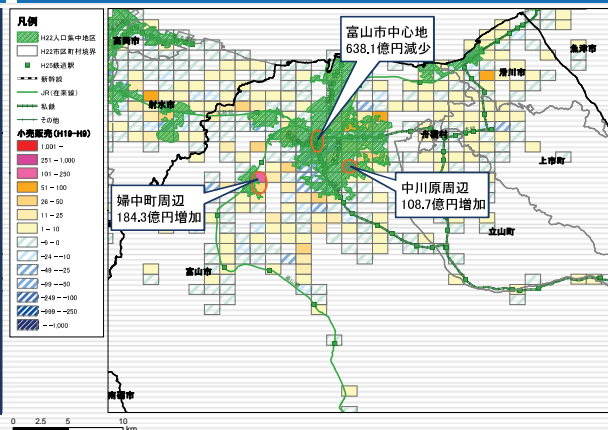 凡例
H22人口集中地区
H22市区町村境界
H25鉄道駅
新幹線
JR(在来線)
私鉄
その他
小売販売(H19-H9)
1,001 -
251 - 1,000
101 - 250
51 - 100
26 - 50
11 - 25
1 - 10
-9 - 0
-24 - -10
-49 - -25
-99 - -50
-249 - -100
-999 - -250
- -1,000
高岡市
射水市
富山市中心地
638.1億円減少
魚津市
滑川市
舟橋村
上市町
婦中町周辺
184.3億円増加
中川原周辺
108.7億円増加
立山町
富山市
南砺市
0 2.5 5 10
km